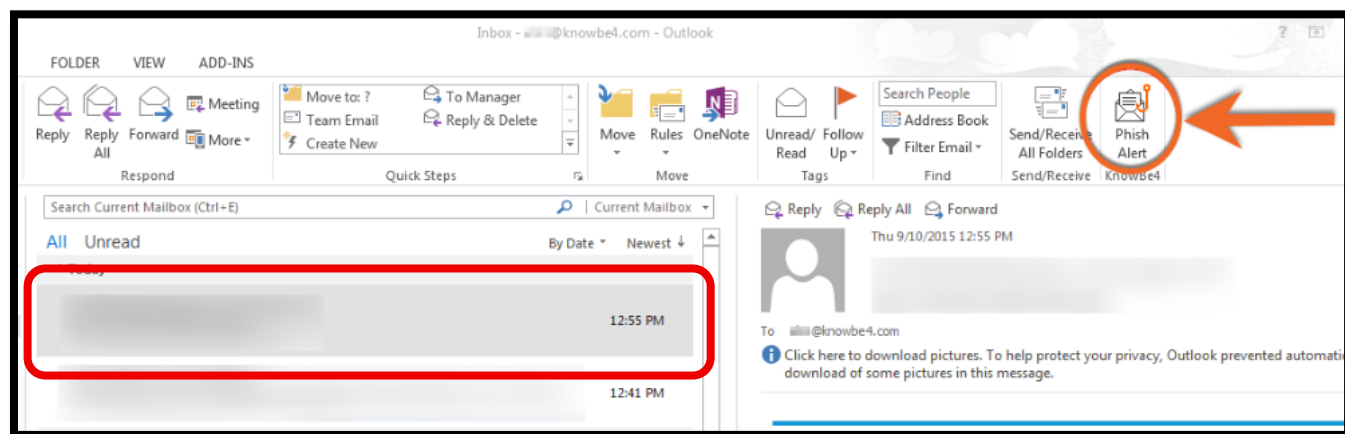 Inbox - @knowbe4.com - Outlook
?
FOLDER VIEW ADD-INS
Reply
Reply All
Forward
Meeting
More
Respond
Move to: ?
Team Email
Create New
To Manager
Reply & Delete
Quick Steps
Move
Rules
N
OneNote
Move
Unread/ Read
Follow Up
Tags
Search People
Address Book
Filter Email
Find
Send/Receive All Folders
Send/Receive
Phish Alert
KnowBe4
Search Current Mailbox (Ctrl+E)
Current Mailbox
All Unread
By Date Newest ↓
Today
12:55 PM
12:41 PM
Reply Reply All Forward
Thu 9/10/2015 12:55 PM
To @knowbe4.com
Click here to download pictures. To help protect your privacy, Outlook prevented automati
download of some pictures in this message.